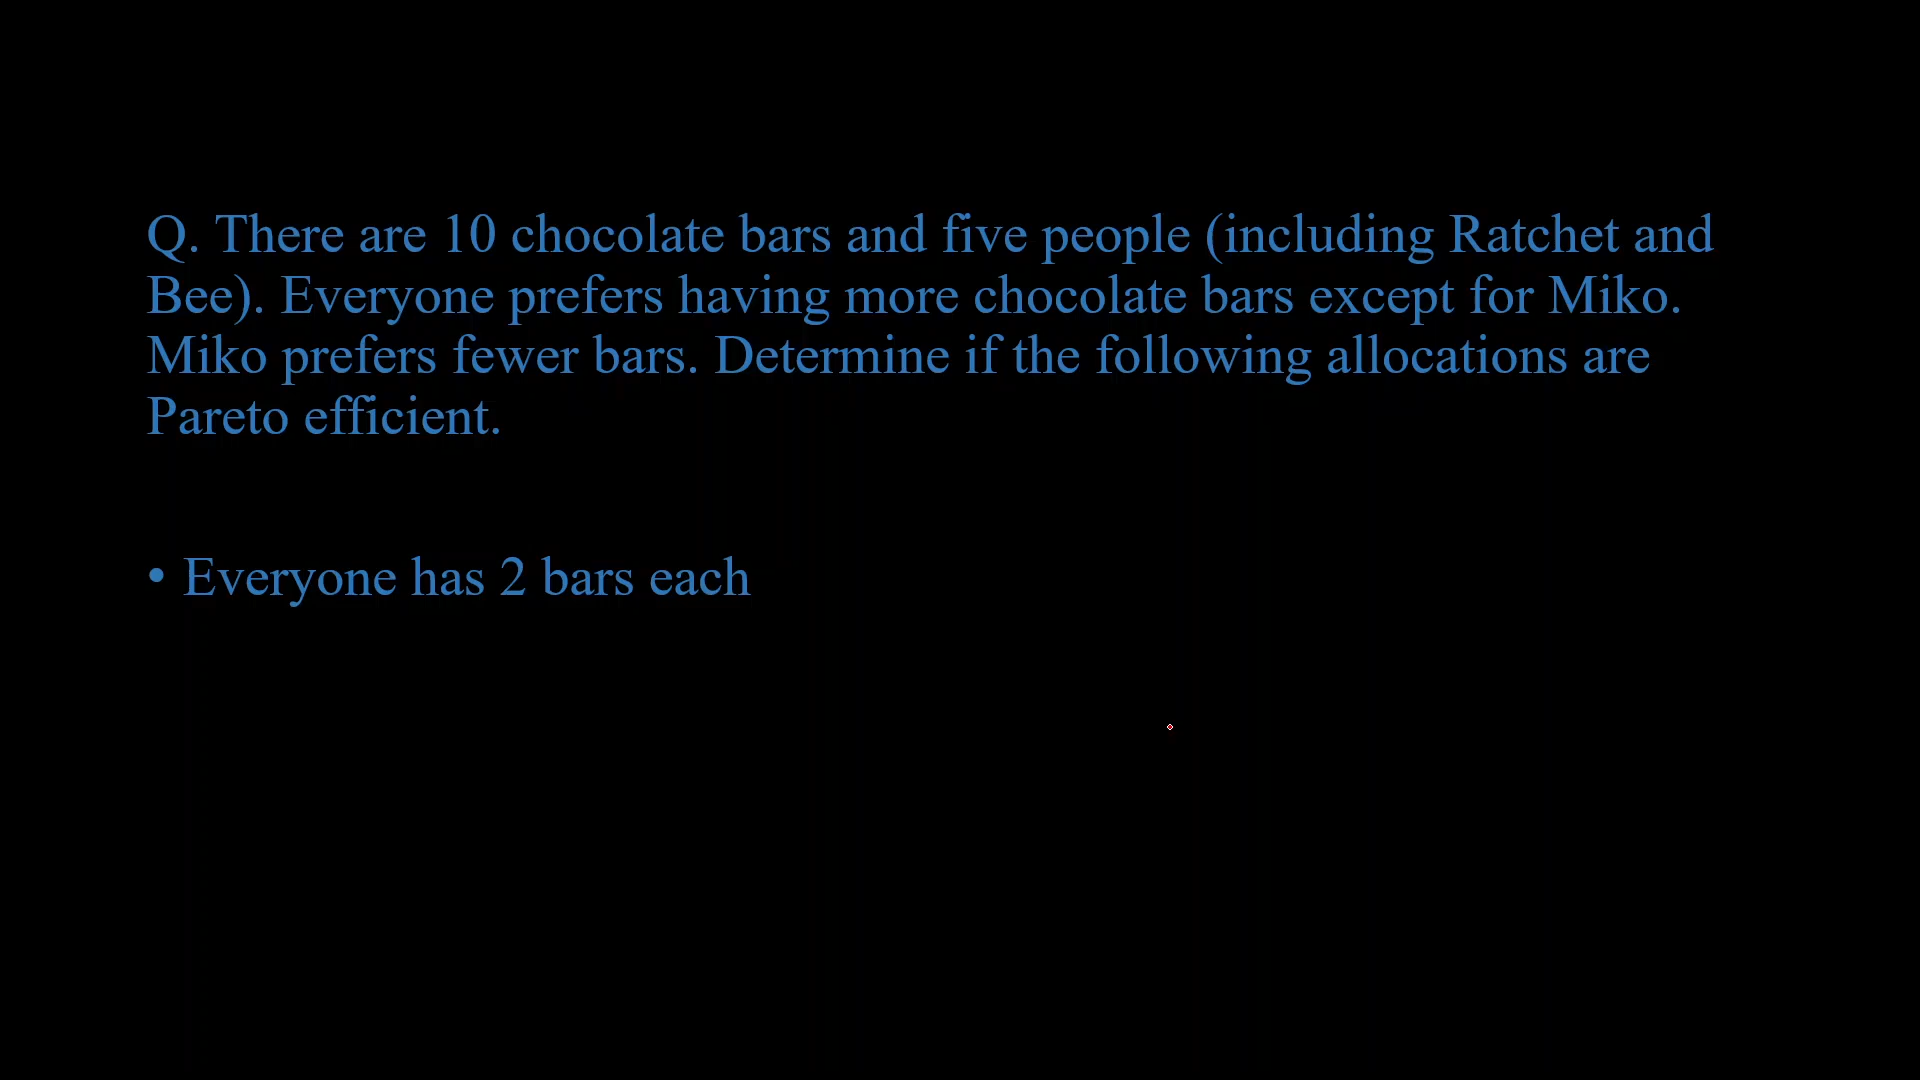 Q. There are 10 chocolate bars and five people (including Ratchet and
Bee). Everyone prefers having more chocolate bars except for Miko.
Miko prefers fewer bars. Determine if the following allocations are
Pareto efficient.
• Everyone has 2 bars each